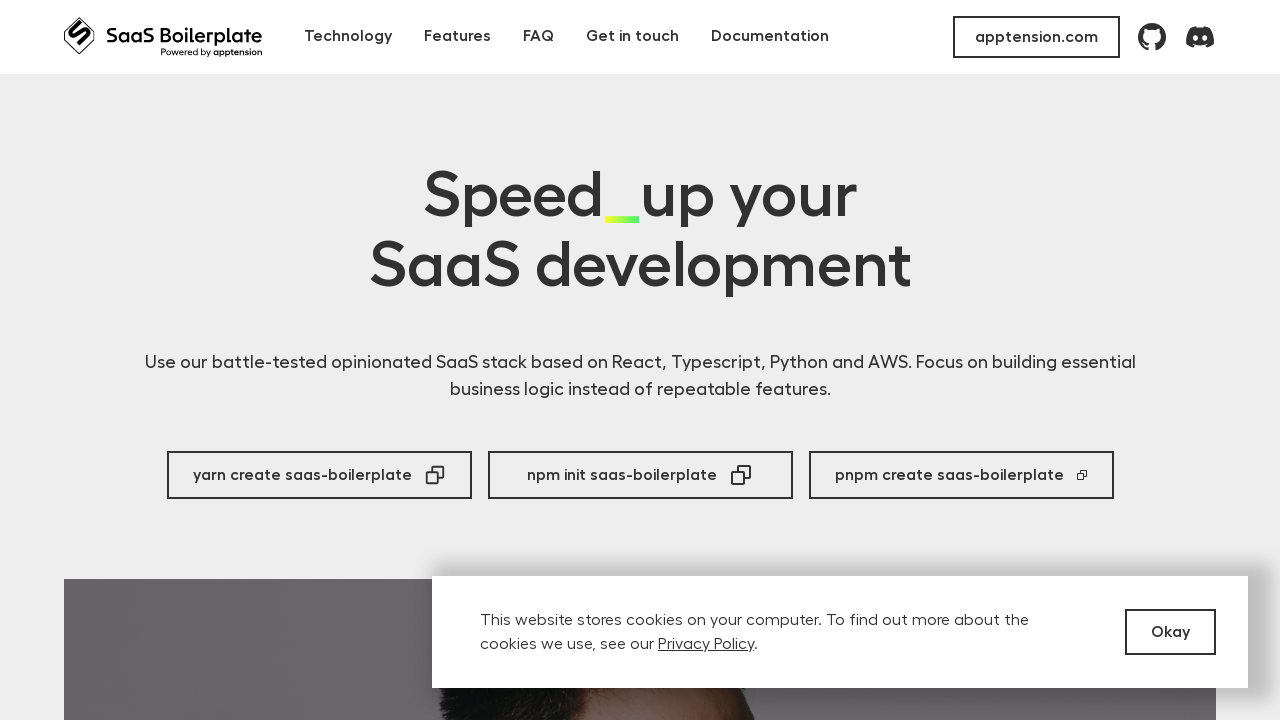 SaaS Boilerplate
Powered by apptension
Technology
Features
FAQ
Get in touch
Documentation
apptension.com
Speed_up your
SaaS development
Use our battle-tested opinionated SaaS stack based on React, Typescript, Python and AWS. Focus on building essential
business logic instead of repeatable features.
yarn create saas-boilerplate
npm init saas-boilerplate
pnpm create saas-boilerplate
This website stores cookies on your computer. To find out more about the
cookies we use, see our Privacy Policy.
Okay